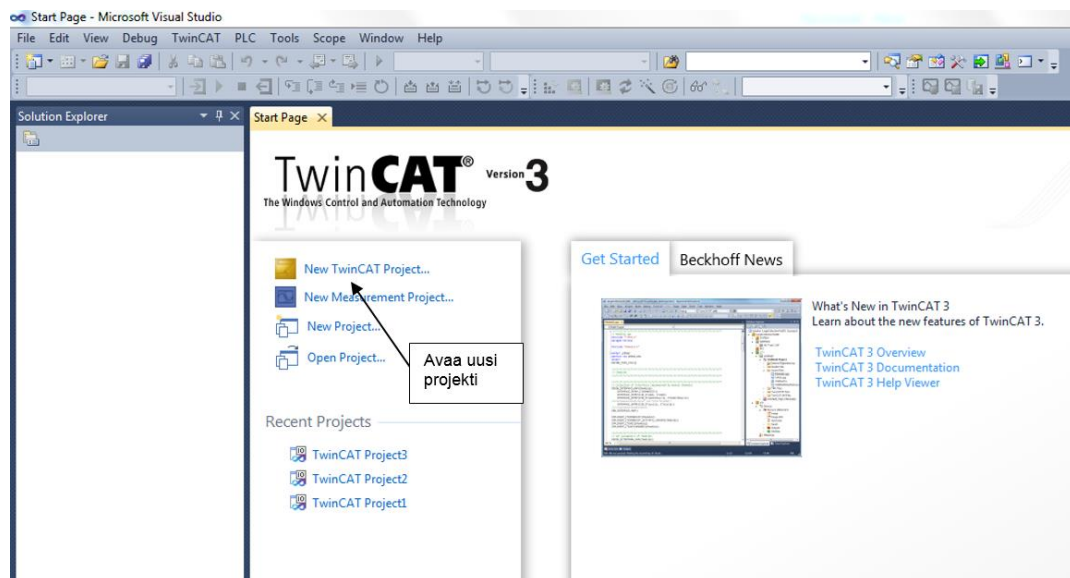 Start Page - Microsoft Visual Studio
File Edit View Debug TwinCAT PLC Tools Scope Window Help
Solution Explorer
Start Page
TwinCAT® Version 3
The Windows Control and Automation Technology
New TwinCAT Project...
New Measurement Project...
New Project...
Open Project...
Avaa uusi
projekti
Recent Projects
TwinCAT Project3
TwinCAT Project2
TwinCAT Project1
Get Started Beckhoff News
What's New in TwinCAT 3
Learn about the new features of TwinCAT 3.
TwinCAT 3 Overview
TwinCAT 3 Documentation
TwinCAT 3 Help Viewer